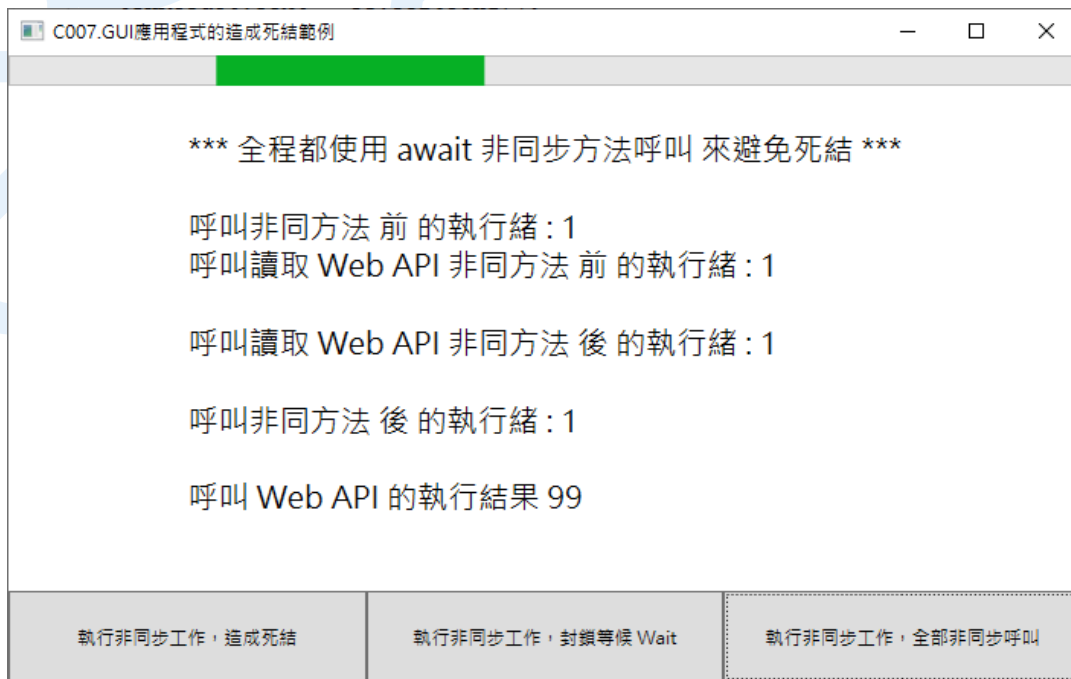 C007.GUI應用程式的造成死結範例
*** 全程都使用 await 非同步方法呼叫 來避免死結 ***
呼叫非同方法 前 的執行緒 : 1
呼叫讀取 Web API 非同方法 前 的執行緒 : 1
呼叫讀取 Web API 非同方法 後 的執行緒 : 1
呼叫非同方法 後 的執行緒 : 1
呼叫 Web API 的執行結果 99
執行非同步工作，造成死結
執行非同步工作，封鎖等候 Wait
執行非同步工作，全部非同步呼叫